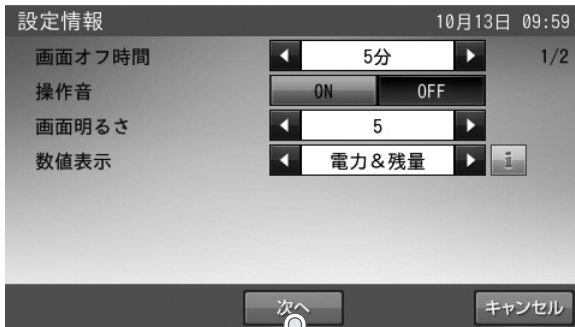 設定情報 10月13日 09:59
画面オフ時間 5分 1/2
操作音 ON OFF
画面明るさ 5
数値表示 電力&残量 i
次へ キャンセル